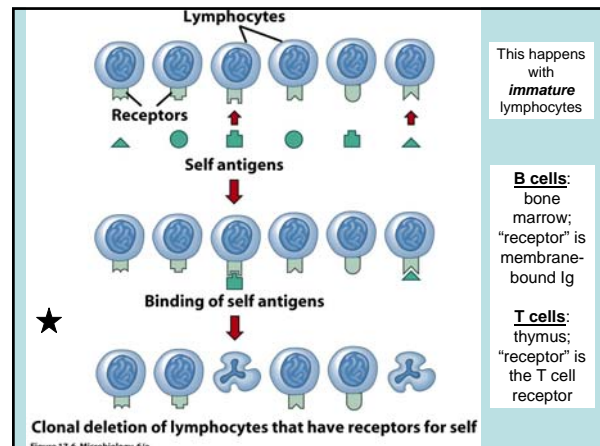 Lymphocytes
Receptors
Self antigens
Binding of self antigens
Clonal deletion of lymphocytes that have receptors for self
This happens
with
immature
lymphocytes
B cells:
bone
marrow;
“receptor” is
membrane-
bound Ig
T cells:
thymus;
“receptor” is
the T cell
receptor